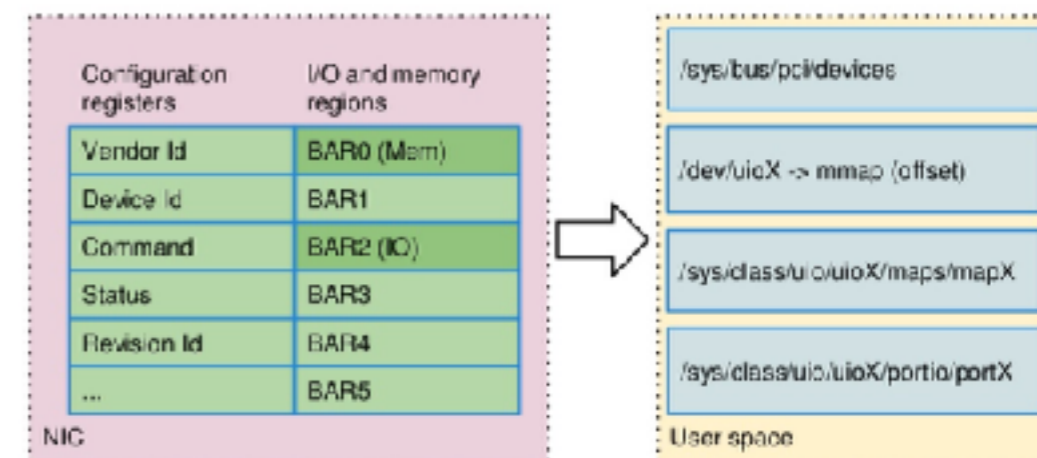 Configuration
registers
I/O and memory
regions
Vendor Id
BAR0 (Mem)
Device Id
BAR1
Command
BAR2 (IO)
Status
BAR3
Revision Id
BAR4
...
BAR5
NIC
/sys/bus/pci/devices
/dev/uioX -> mmap (offset)
/sys/class/uio/uioX/maps/mapX
/sys/class/uio/uioX/portio/portX
User space